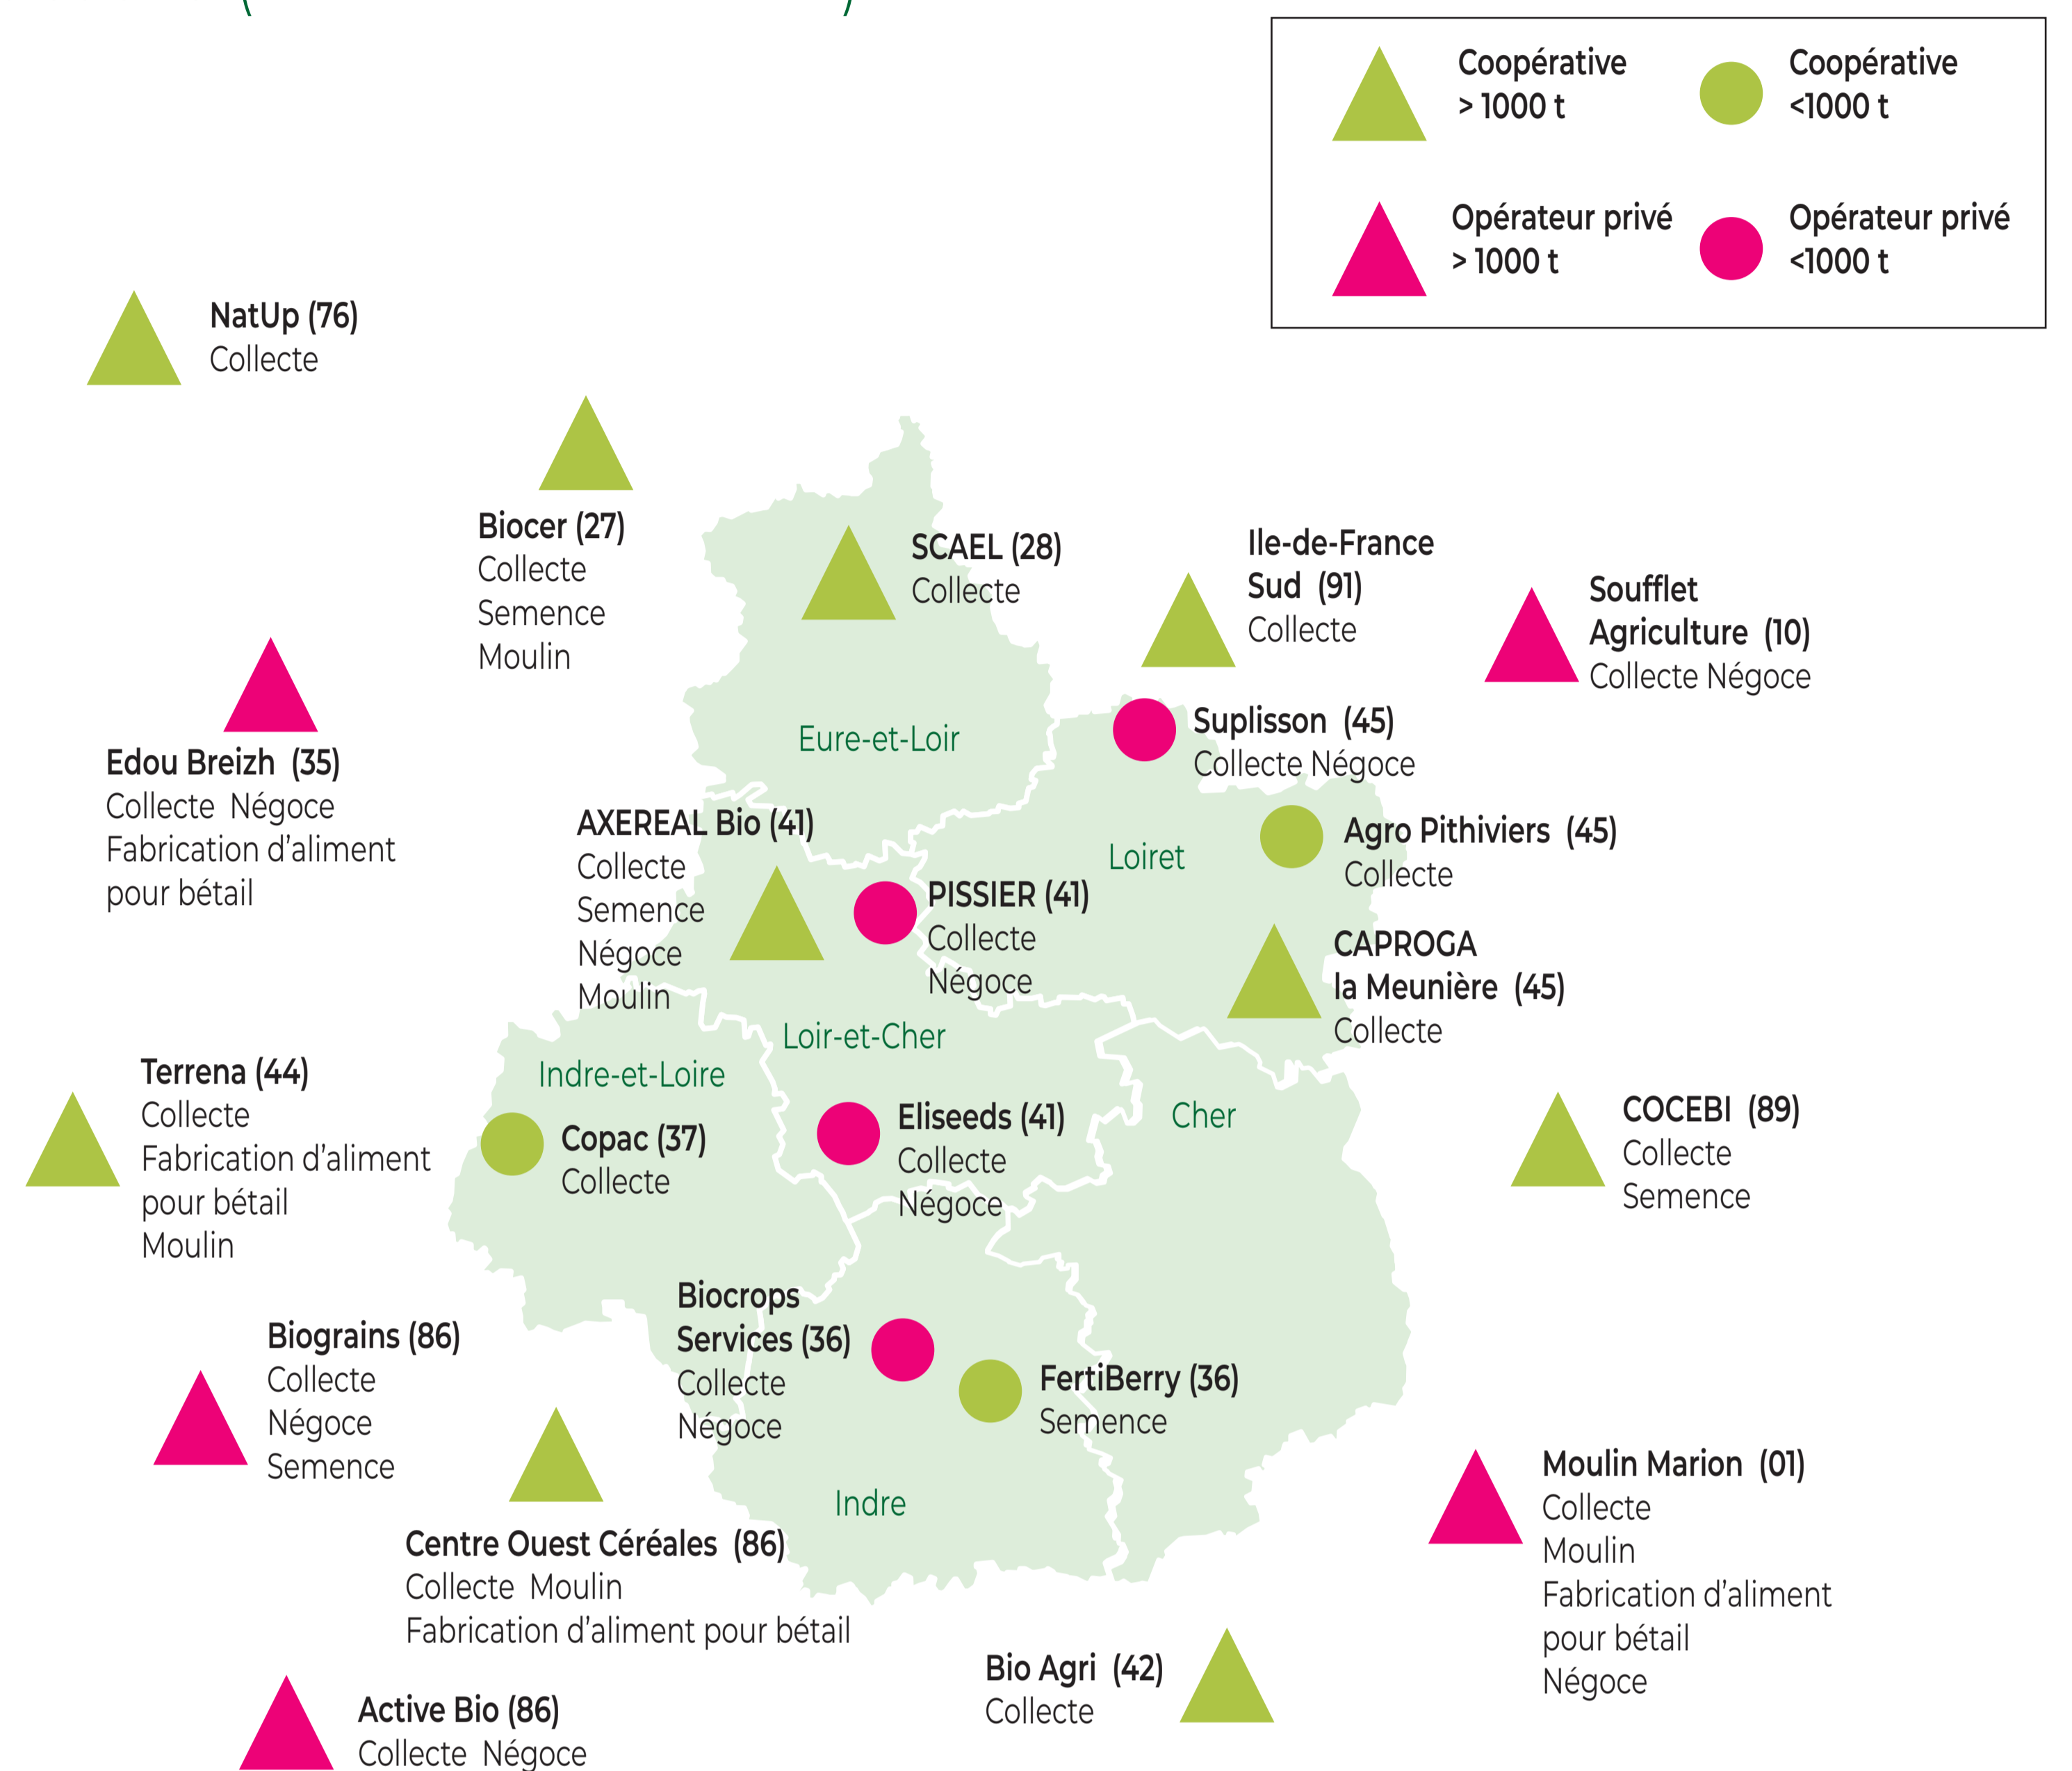 Coopérative
> 1000 t
Coopérative
<1000 t
Opérateur privé
> 1000 t
Opérateur privé
<1000 t
NatUp (76)
Collecte
Biocer (27)
Collecte
Semence
Moulin
SCAEL (28)
Collecte
Ile-de-France
Sud (91)
Collecte
Soufflet
Agriculture (10)
Collecte Négoce
Edou Breizh (35)
Collecte Négoce
Fabrication d’aliment
pour bétail
Eure-et-Loir
Suplisson (45)
Collecte Négoce
AXEREAL Bio (41)
Collecte
Semence
Négoce
Moulin
PISSIER (41)
Collecte
Négoce
Loiret
Agro Pithiviers (45)
Collecte
CAPROGA
la Meunière (45)
Collecte
Loir-et-Cher
Indre-et-Loire
Terrena (44)
Collecte
Fabrication d’aliment
pour bétail
Moulin
Copac (37)
Collecte
Eliseeds (41)
Collecte
Négoce
Cher
COCEBI (89)
Collecte
Semence
Biograins (86)
Collecte
Négoce
Semence
Biocrops
Services (36)
Collecte
Négoce
FertiBerry (36)
Semence
Indre
Centre Ouest Céréales (86)
Collecte Moulin
Fabrication d’aliment pour bétail
Moulin Marion (01)
Collecte
Moulin
Fabrication d’aliment
pour bétail
Négoce
Bio Agri (42)
Collecte
Active Bio (86)
Collecte Négoce